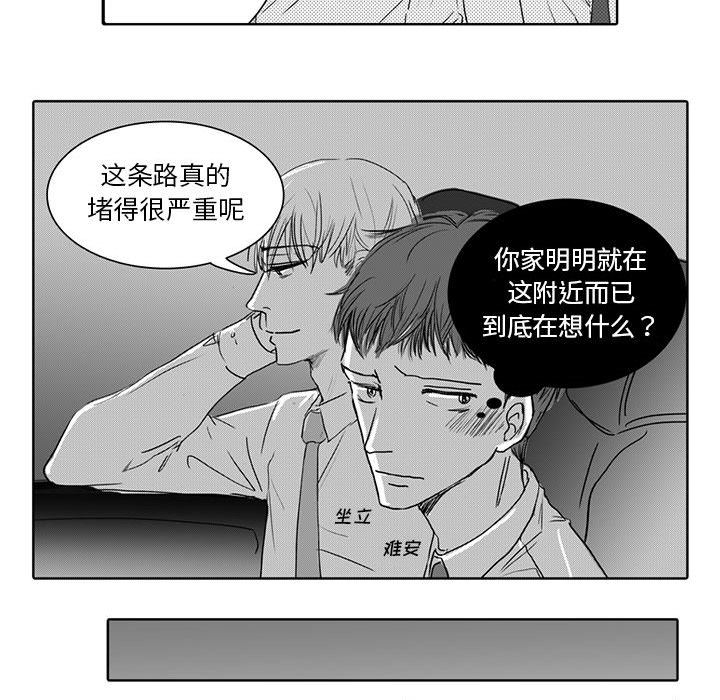 这条路真的
堵得很严重呢
你家明明就在
这附近而已
到底在想什么？
坐立
难安